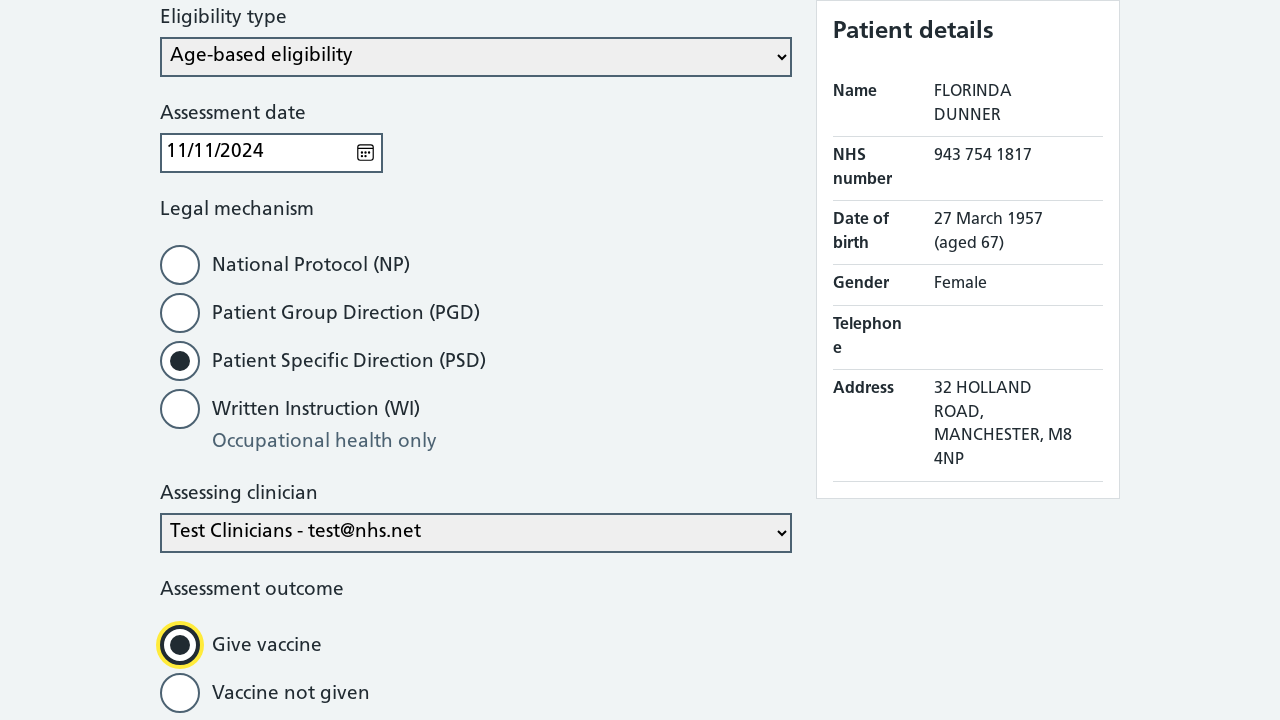 Eligibility type
Age-based eligibility
Assessment date
11/11/2024
Legal mechanism
National Protocol (NP)
Patient Group Direction (PGD)
Patient Specific Direction (PSD)
Written Instruction (WI)
Occupational health only
Assessing clinician
Test Clinicians - test@nhs.net
Assessment outcome
Give vaccine
Vaccine not given
Patient details
Name FLORINDA
DUNNER
NHS 943 754 1817
number
Date of 27 March 1957
birth (aged 67)
Gender Female
Telephon
e
Address 32 HOLLAND
ROAD,
MANCHESTER, M8
4NP